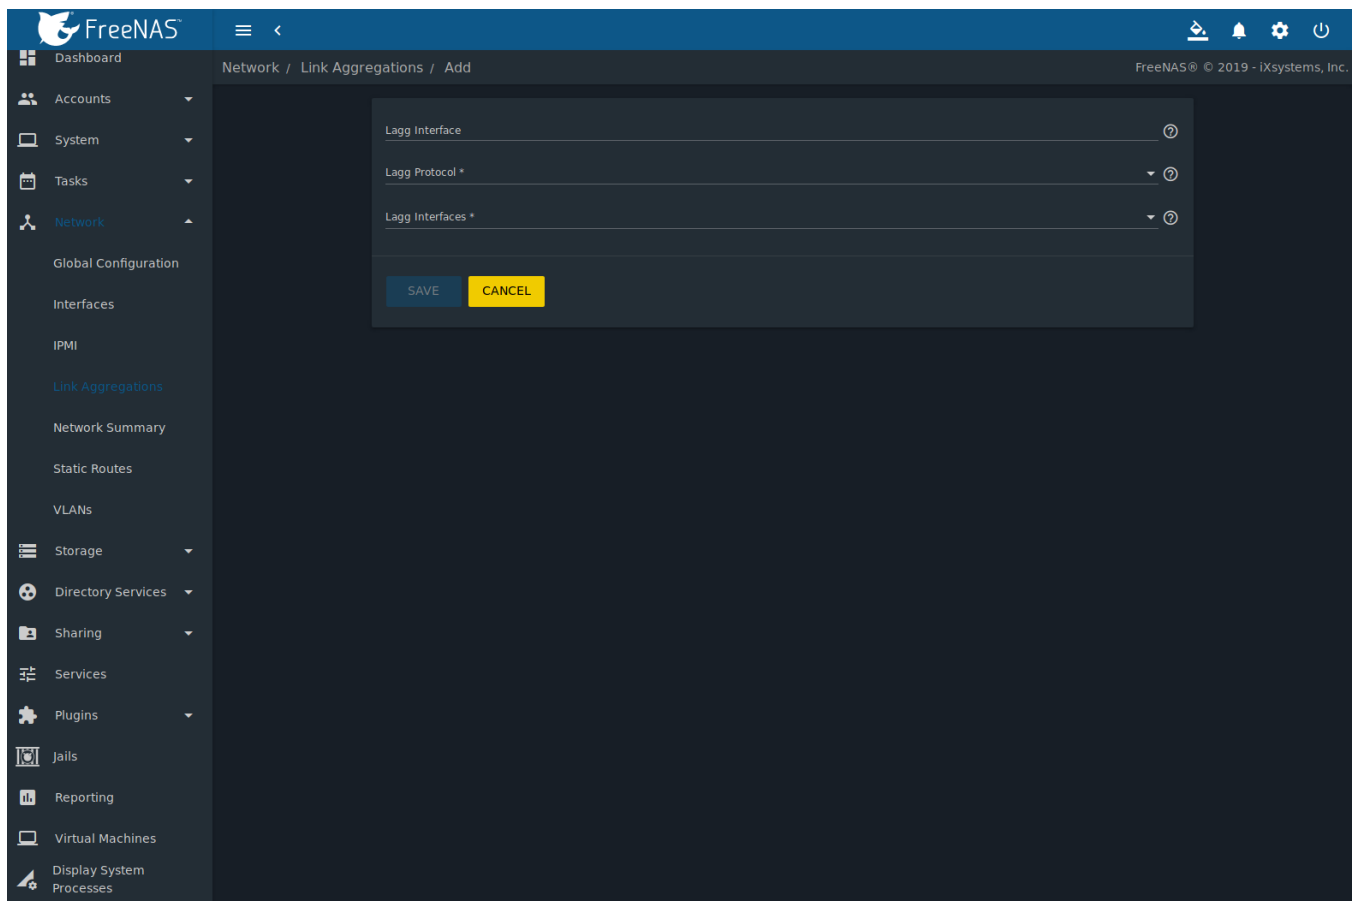 FreeNAS™
Dashboard
Network / Link Aggregations / Add
FreeNAS® © 2019 - iXsystems, Inc.
Accounts
System
Tasks
Network
Global Configuration
Interfaces
IPMI
Link Aggregations
Network Summary
Static Routes
VLANs
Storage
Directory Services
Sharing
Services
Plugins
Jails
Reporting
Virtual Machines
Display System
Processes
Lagg Interface
Lagg Protocol *
Lagg Interfaces *
SAVE
CANCEL